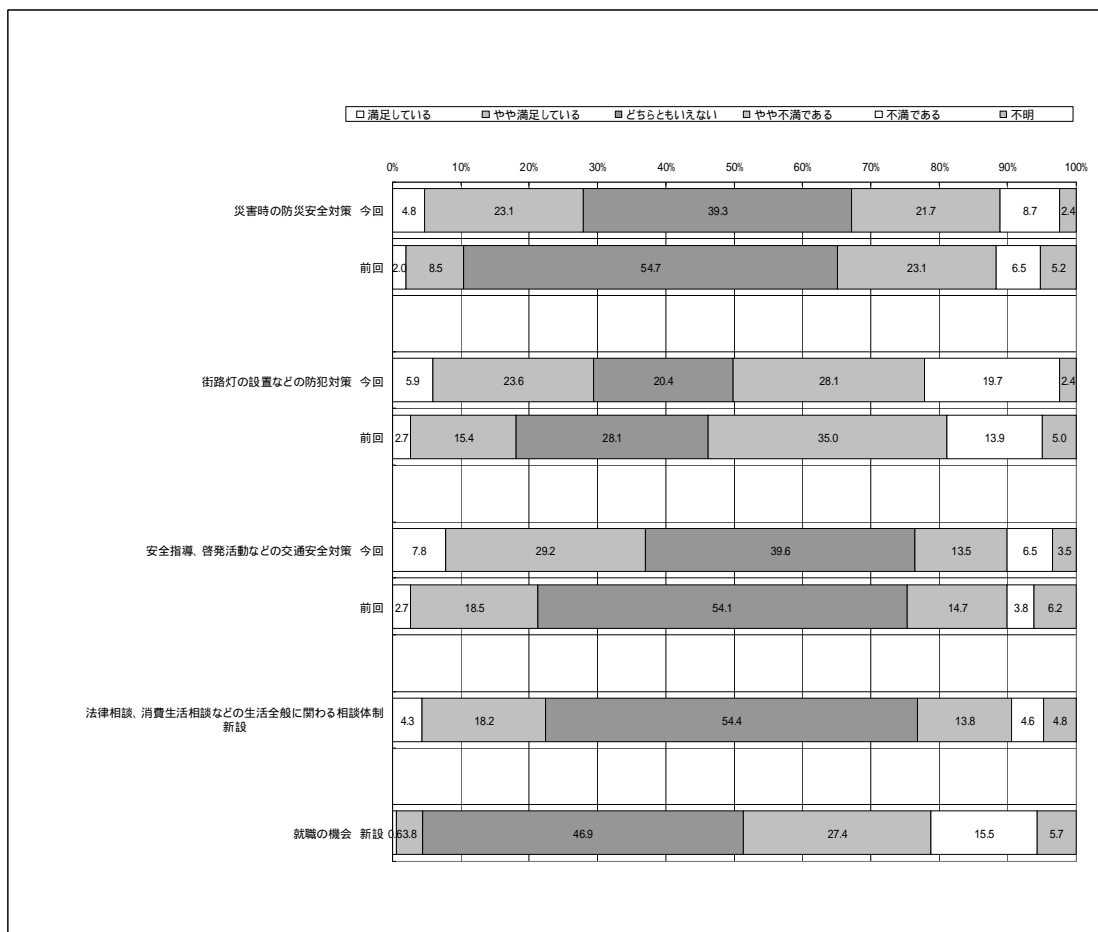 □満足している ■やや満足している ■どちらともいえない ■やや不満である □不満である ■不明
0% 10% 20% 30% 40% 50% 60% 70% 80% 90% 100%
災害時の防災安全対策 今回 4.8 23.1 39.3 21.7 8.7 2.4
前回 2.0 8.5 54.7 23.1 6.5 5.2
街路灯の設置などの防犯対策 今回 5.9 23.6 20.4 28.1 19.7 2.4
前回 2.7 15.4 28.1 35.0 13.9 5.0
安全指導、啓発活動などの交通安全対策 今回 7.8 29.2 39.6 13.5 6.5 3.5
前回 2.7 18.5 54.1 14.7 3.8 6.2
法律相談、消費生活相談などの生活全般に関わる相談体制
新設 4.3 18.2 54.4 13.8 4.6 4.8
就職の機会 新設 0.6 3.8 46.9 27.4 15.5 5.7